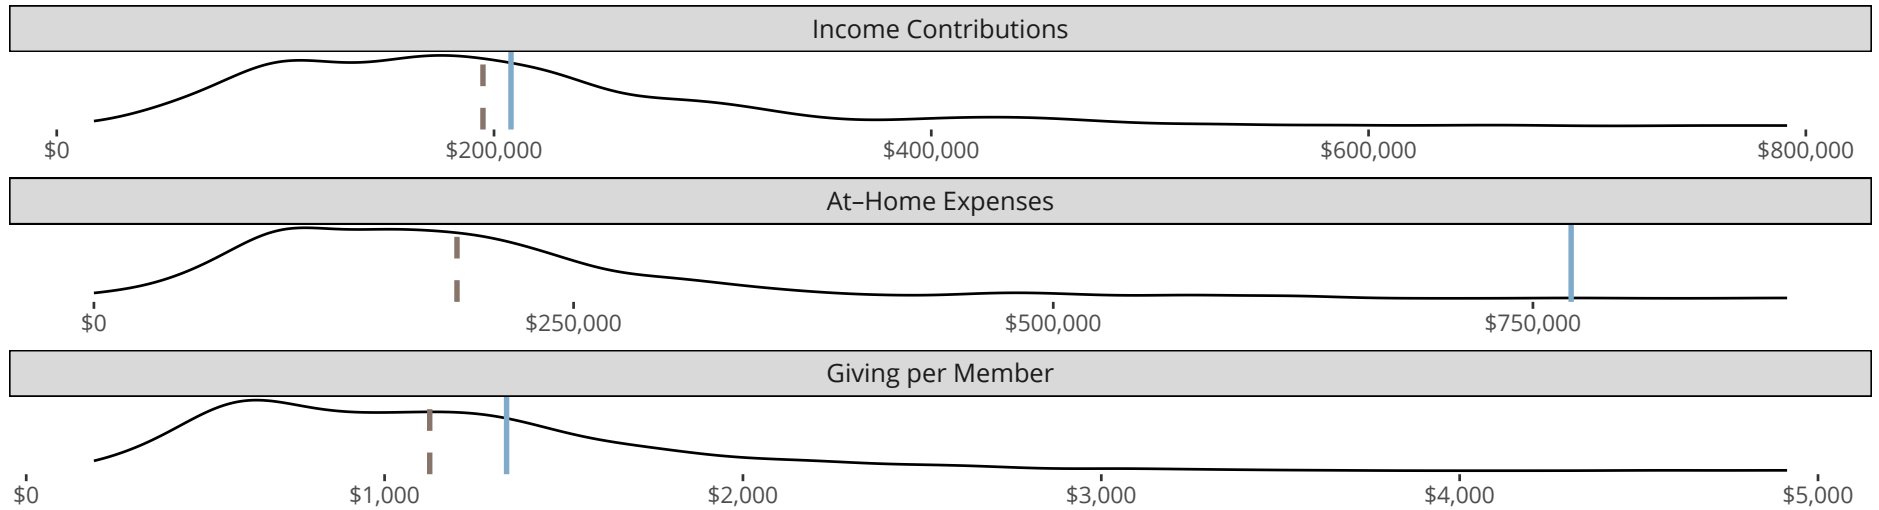 Income Contributions
$0 $200,000 $400,000 $600,000 $800,000
At–Home Expenses
$0 $250,000 $500,000 $750,000
Giving per Member
$0 $1,000 $2,000 $3,000 $4,000 $5,000